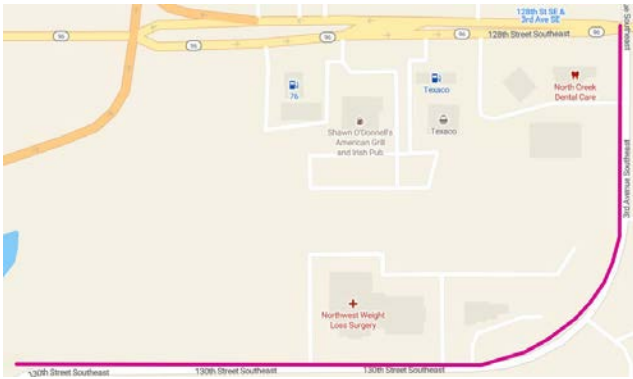 128th St SE &
3rd Ave SE
96
96
96
96
96
128th Street Southeast
76
Texaco
North Creek
Dental Care
Shawn O'Donnell's
American Grill
and Irish Pub
Texaco
3rd Avenue Southeast
Northwest Weight
Loss Surgery
130th Street Southeast
130th Street Southeast
130th Street Southeast